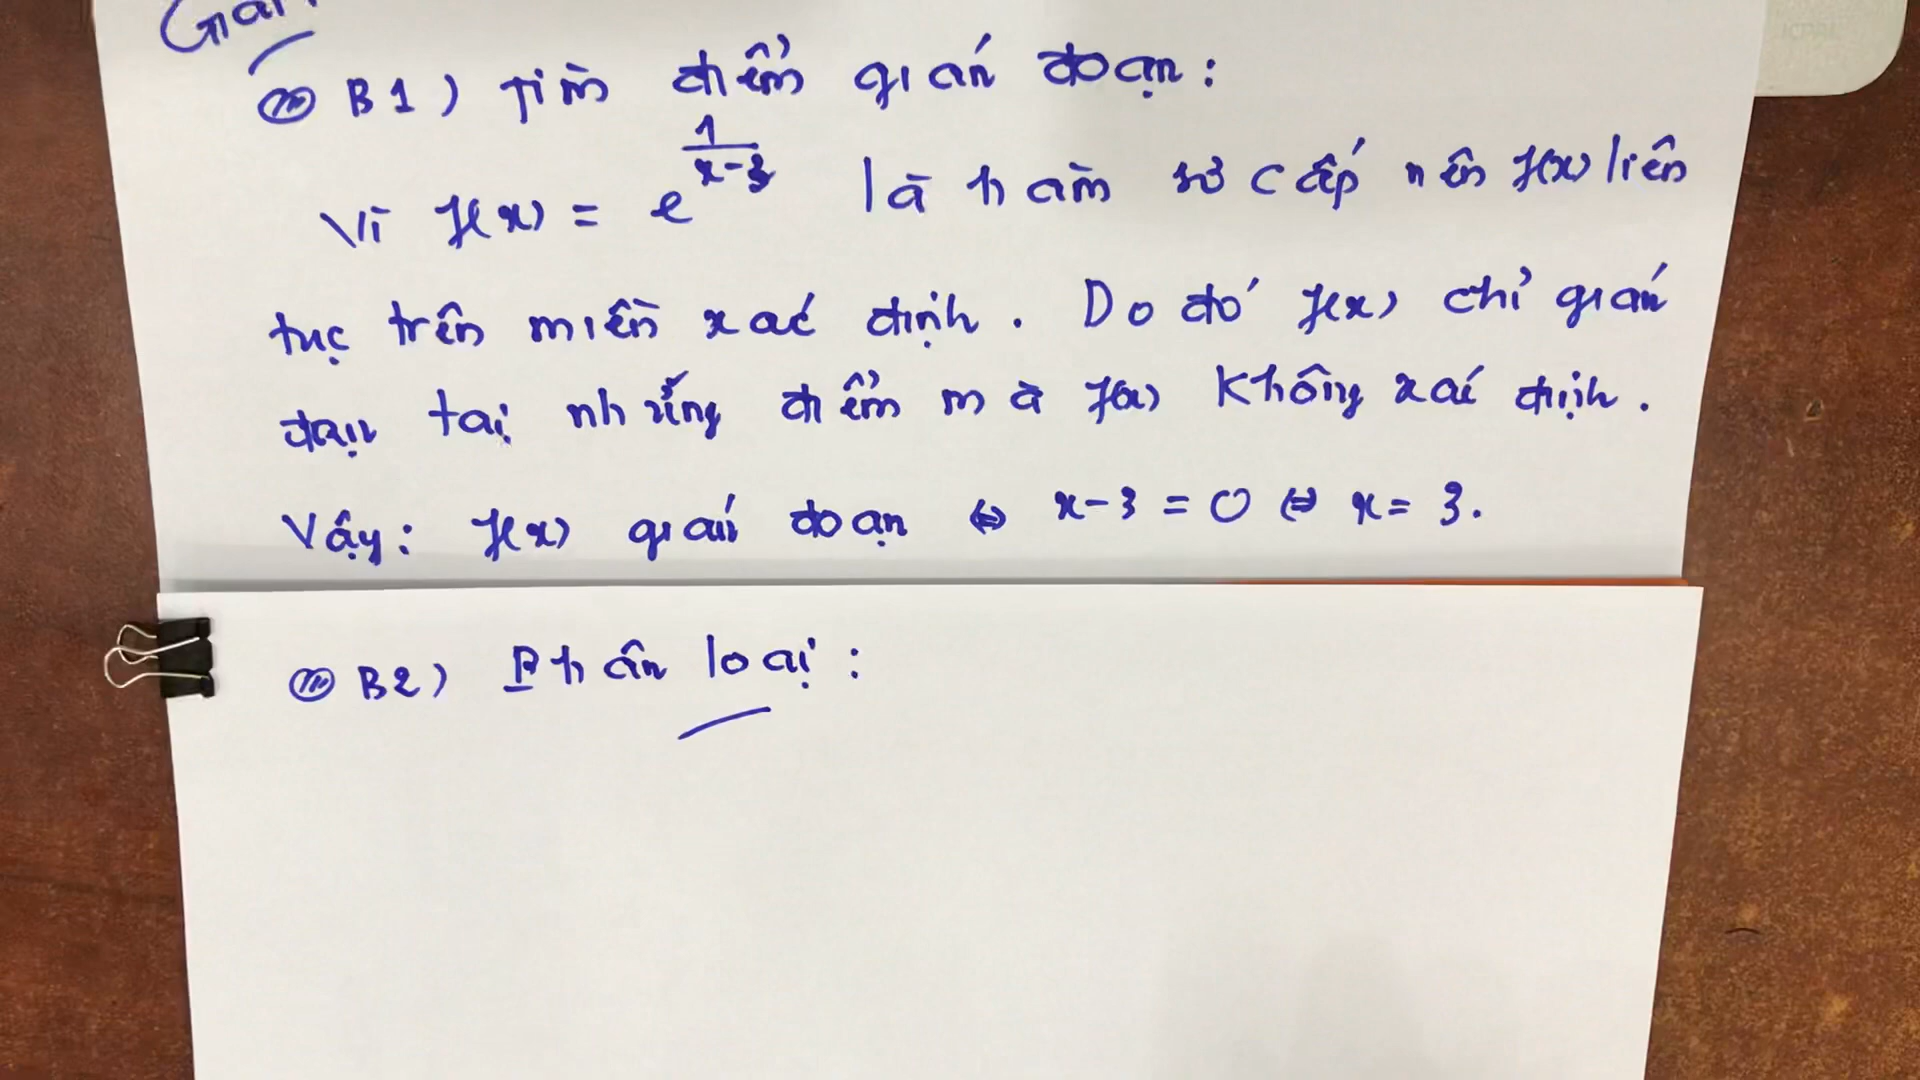 Giải
B1) Tìm điểm gián đoạn:
Vì f(x) = e^{\frac{1}{x-3}} là hàm sơ cấp nên f(x) liên
tục trên miền xác định. Do đó f(x) chỉ gián
đoạn tại những điểm mà f(x) không xác định.
Vậy: f(x) gián đoạn ⇔ x-3 = 0 ⇔ x = 3.
B2) Phân loại: